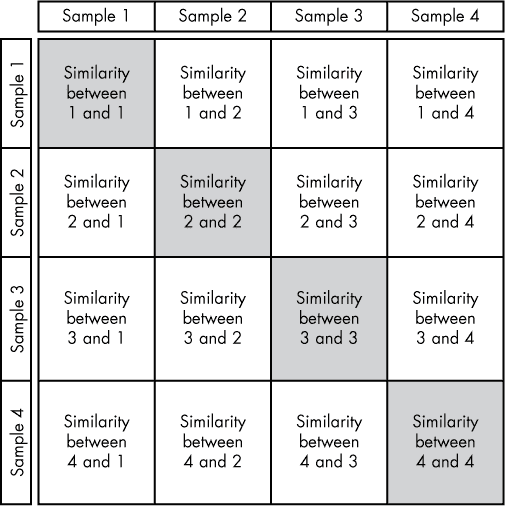 Sample 1 Sample 2 Sample 3 Sample 4
Sample 1
Similarity between 1 and 1
Similarity between 1 and 2
Similarity between 1 and 3
Similarity between 1 and 4
Sample 2
Similarity between 2 and 1
Similarity between 2 and 2
Similarity between 2 and 3
Similarity between 2 and 4
Sample 3
Similarity between 3 and 1
Similarity between 3 and 2
Similarity between 3 and 3
Similarity between 3 and 4
Sample 4
Similarity between 4 and 1
Similarity between 4 and 2
Similarity between 4 and 3
Similarity between 4 and 4